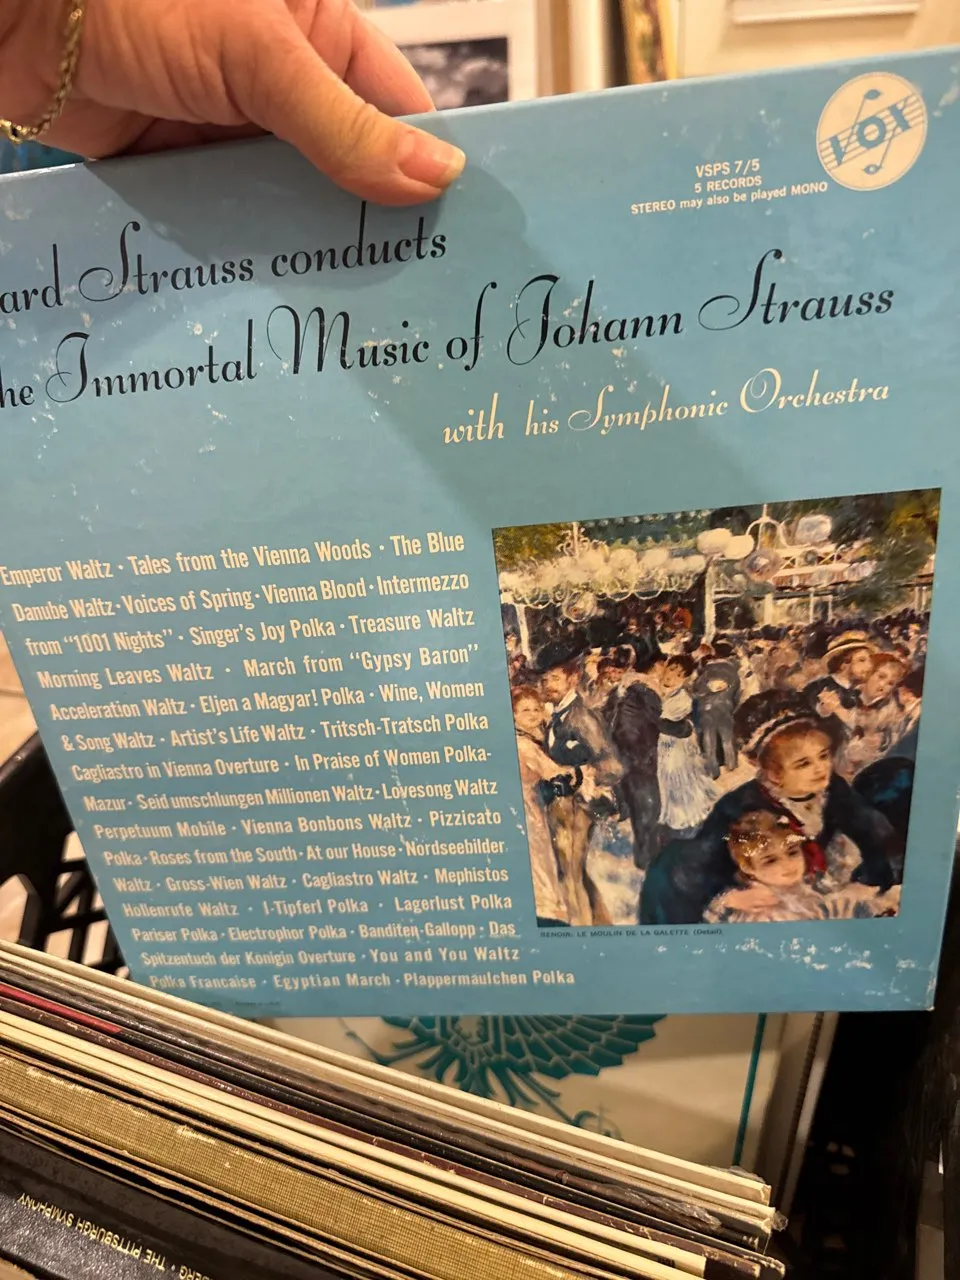 VOX
VSPS 7/5
5 RECORDS
STEREO may also be played MONO
ard Strauss conducts
he Immortal Music of Johann Strauss
with his Symphonic Orchestra
Emperor Waltz · Tales from the Vienna Woods · The Blue
Danube Waltz · Voices of Spring · Vienna Blood · Intermezzo
from "1001 Nights" · Singer's Joy Polka · Treasure Waltz
Morning Leaves Waltz · March from "Gypsy Baron"
Acceleration Waltz · Eljen a Magyar! Polka · Wine, Women
& Song Waltz · Artist's Life Waltz · Tritsch-Tratsch Polka
Cagliastro in Vienna Overture · In Praise of Women Polka-
Mazur · Seid umschlungen Millionen Waltz · Lovesong Waltz
Perpetuum Mobile · Vienna Bonbons Waltz · Pizzicato
Polka · Roses from the South · At our House · Nordseebilder
Waltz · Gross-Wien Waltz · Cagliastro Waltz · Mephistos
Hollenrufe Waltz · I-Tipferl Polka · Lagerlust Polka
Pariser Polka · Electrophor Polka · Banditen-Gallopp · Das
Spitzentuch der Konigin Overture · You and You Waltz
Polka Francaise · Egyptian March · Plappermaulchen Polka
RENOIR: LE MOULIN DE LA GALETTE (Detail)
BERG · THE PITTSBURGH SYMPHONY